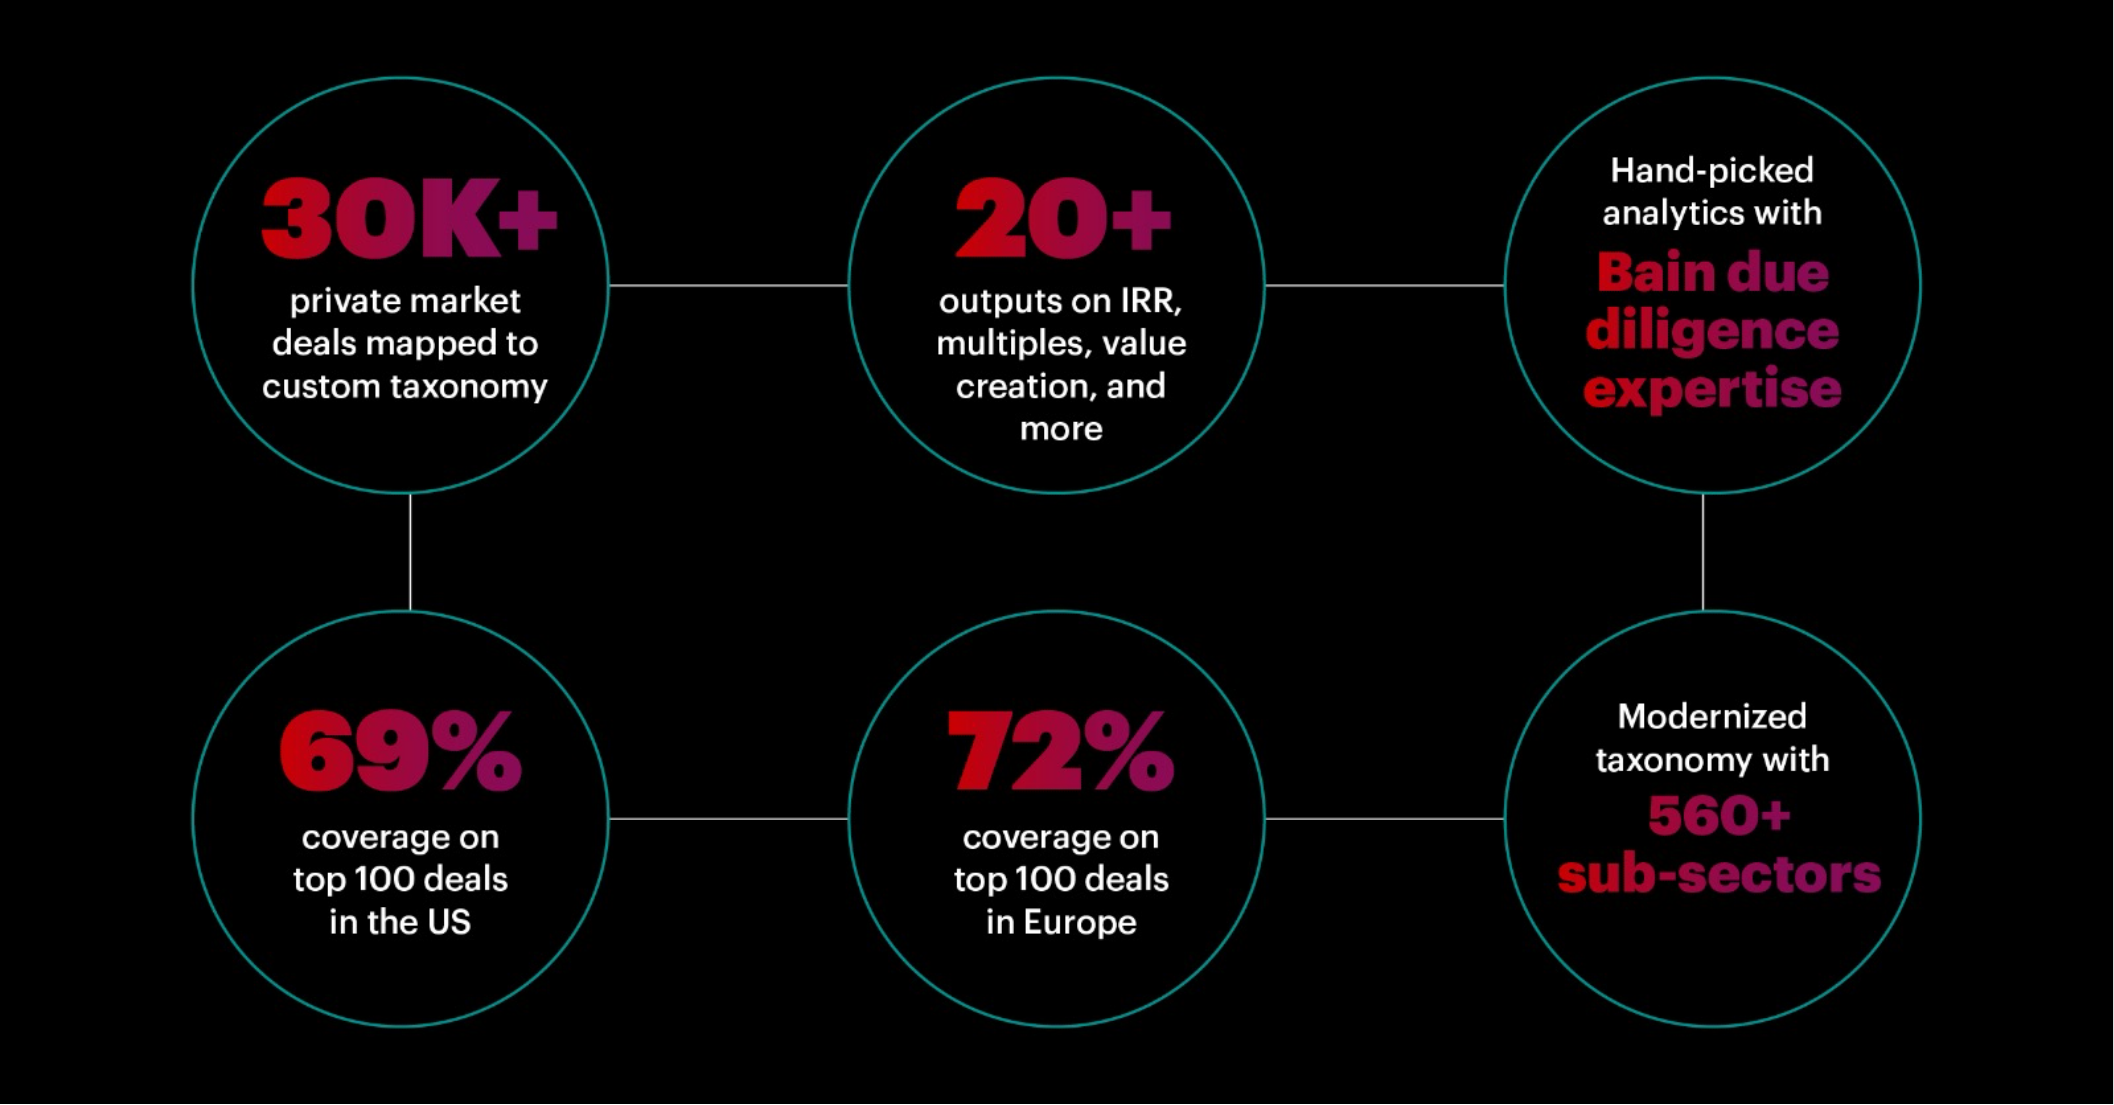 30K+
private market
deals mapped to
custom taxonomy
20+
outputs on IRR,
multiples, value
creation, and
more
Hand-picked
analytics with
Bain due
diligence
expertise
69%
coverage on
top 100 deals
in the US
72%
coverage on
top 100 deals
in Europe
Modernized
taxonomy with
560+
sub-sectors